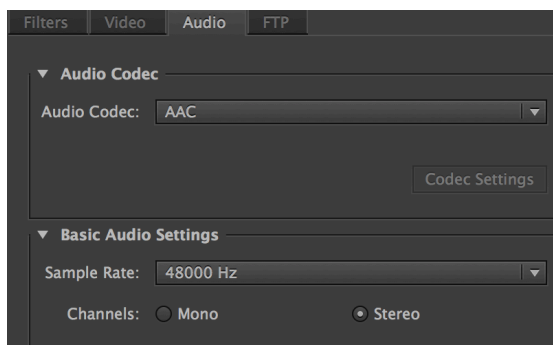 Filters Video Audio FTP
Audio Codec
Audio Codec: AAC
Codec Settings
Basic Audio Settings
Sample Rate: 48000 Hz
Channels: Mono Stereo